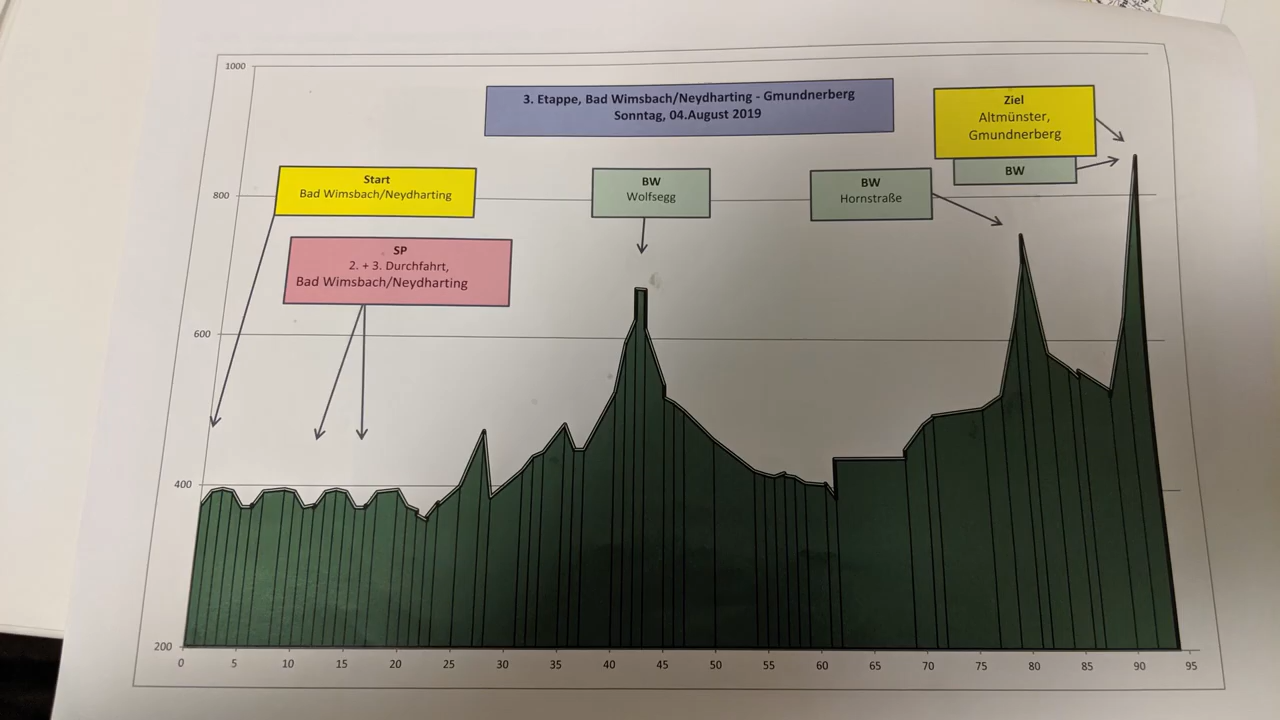 3. Etappe, Bad Wimsbach/Neydharting - Gmundnerberg
Sonntag, 04.August 2019
Ziel
Altmünster,
Gmundnerberg
BW
Start
Bad Wimsbach/Neydharting
BW
Wolfsegg
BW
Hornstraße
SP
2. + 3. Durchfahrt,
Bad Wimsbach/Neydharting
1000
800
600
400
200
0 5 10 15 20 25 30 35 40 45 50 55 60 65 70 75 80 85 90 95